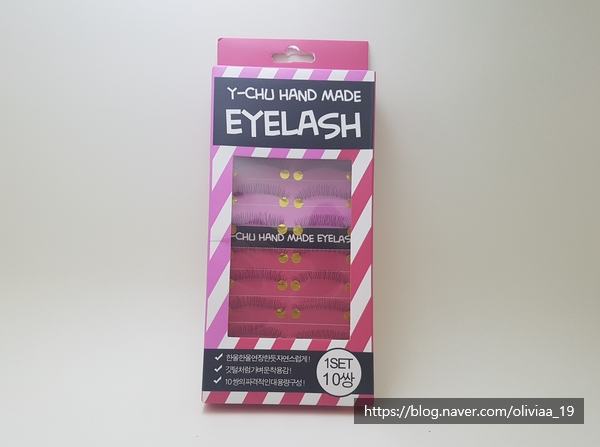 Y-CHU HAND MADE
EYELASH
-CHU HAND MADE EYELAS
한올한올연장한듯자연스럽게!
깃털처럼가벼운착용감!
10쌍의파격적인대용량구성!
1SET
10쌍
https://blog.naver.com/oliviaa_19